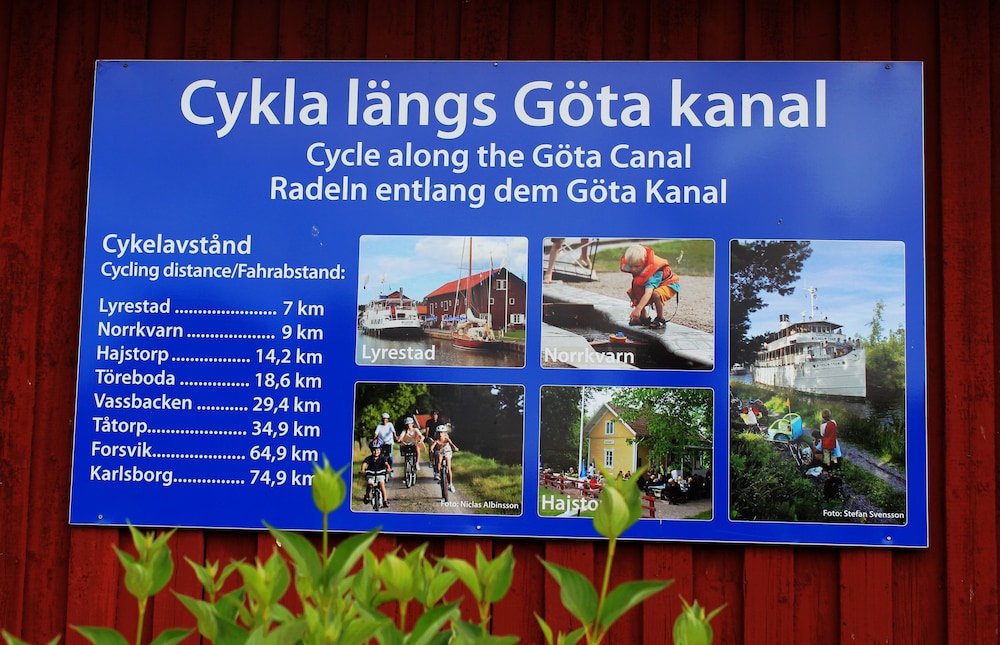 Cykla längs Göta kanal
Cycle along the Göta Canal
Radeln entlang dem Göta Kanal
Cykelavstånd
Cycling distance/Fahrabstand:
Lyrestad ...................... 7 km
Norrkvarn ................... 9 km
Hajstorp ................. 14,2 km
Töreboda ............... 18,6 km
Vassbacken ........... 29,4 km
Tåtorp..................... 34,9 km
Forsvik.................... 64,9 km
Karlsborg............... 74,9 km
Lyrestad
Norrkvarn
Foto: Niclas Albinsson
Hajsto
Foto: Stefan Svensson